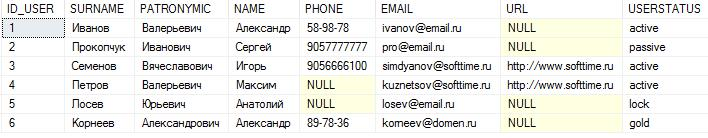 ID_USER SURNAME PATRONYMIC NAME PHONE EMAIL URL USERSTATUS
1 Иванов Валерьевич Александр 58-98-78 ivanov@email.ru NULL active
2 Прокопчук Иванович Сергей 9057777777 pro@email.ru NULL passive
3 Семенов Вячеславович Игорь 9056666100 simdyanov@softtime.ru http://www.softtime.ru active
4 Петров Валерьевич Максим NULL kuznetsov@softtime.ru http://www.softtime.ru active
5 Лосев Юрьевич Анатолий NULL losev@email.ru NULL lock
6 Корнеев Александрович Александр 89-78-36 korneev@domen.ru NULL gold